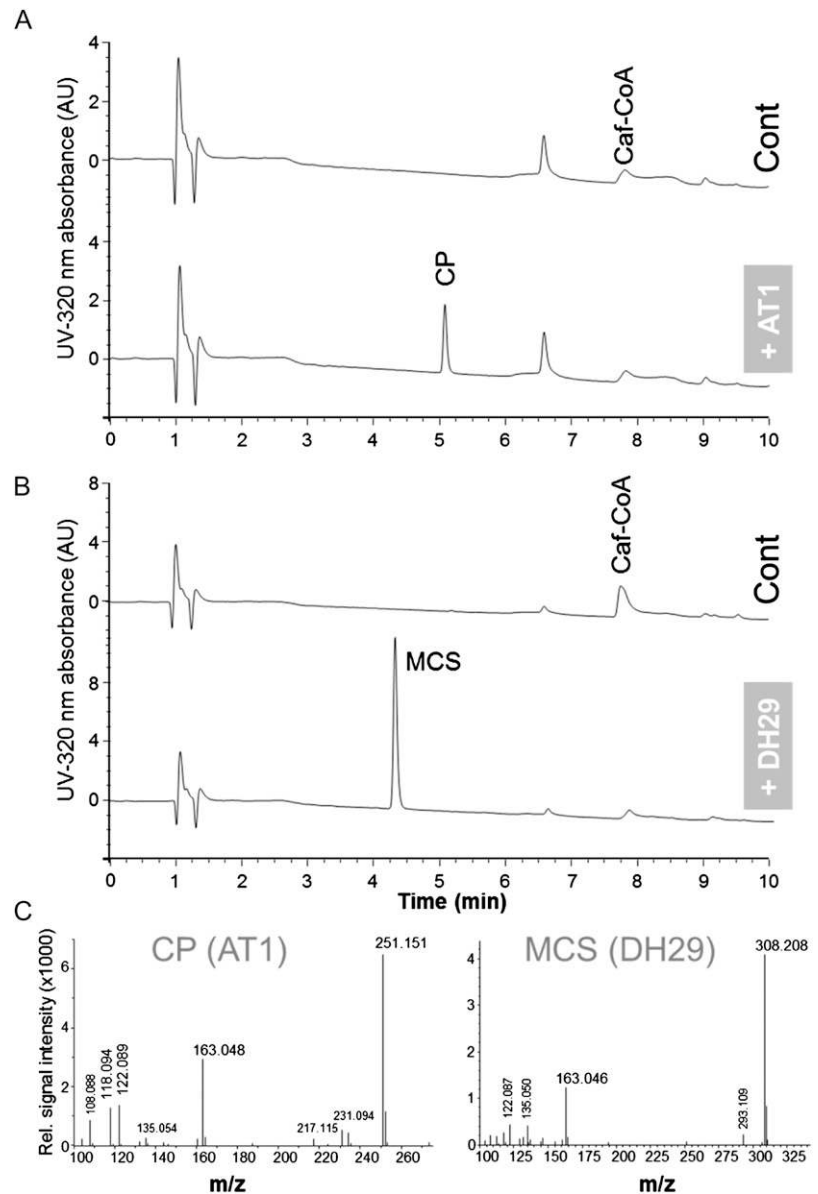 A
UV-320 nm absorbance (AU)
4
2
0
Caf-CoA
Cont
4
2
0
CP
+ AT1
0 1 2 3 4 5 6 7 8 9 10
B
UV-320 nm absorbance (AU)
8
4
0
Caf-CoA
Cont
8
4
0
MCS
+ DH29
0 1 2 3 4 5 6 7 8 9 10
Time (min)
C
CP (AT1)
Rel. signal intensity (x1000)
6
4
2
0
108.088
118.094
122.089
135.054
163.048
217.115
231.094
251.151
100 120 140 160 180 200 220 240 260
m/z
MCS (DH29)
4
3
2
1
0
122.087
135.050
163.046
293.109
308.208
100 125 150 175 200 225 250 275 300 325
m/z